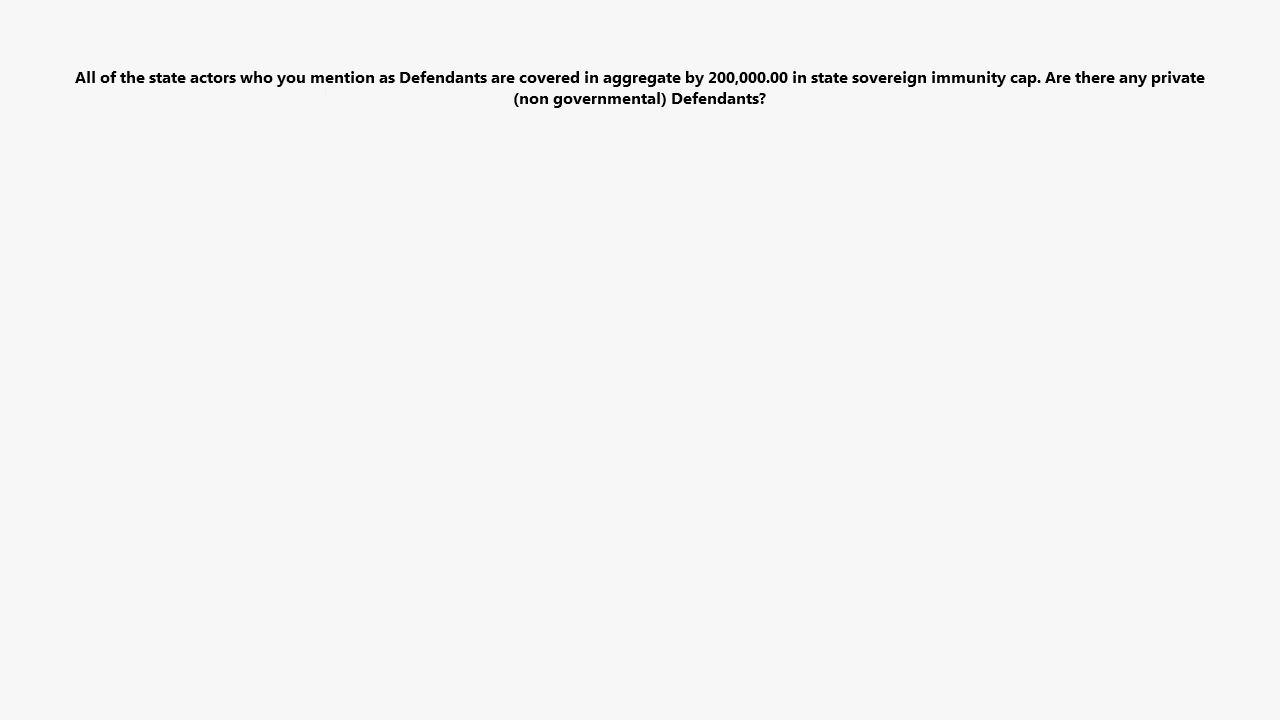 All of the state actors who you mention as Defendants are covered in aggregate by 200,000.00 in state sovereign immunity cap. Are there any private
(non governmental) Defendants?